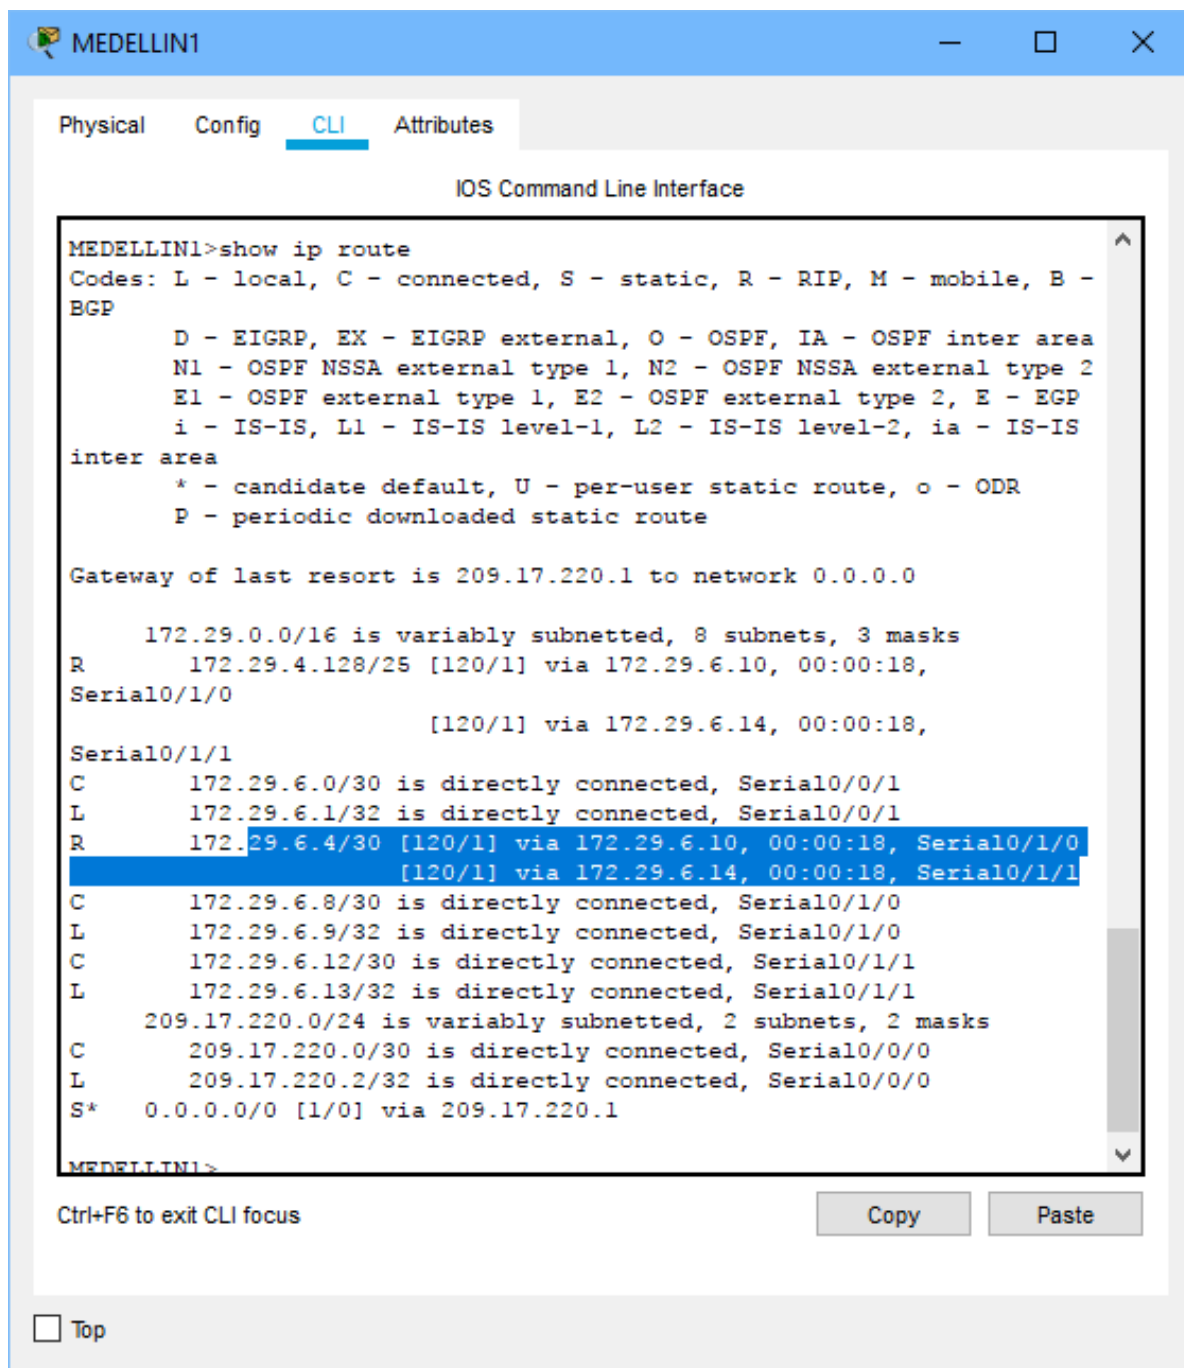 MEDELLIN1
Physical Config CLI Attributes
IOS Command Line Interface
MEDELLIN1>show ip route
Codes: L - local, C - connected, S - static, R - RIP, M - mobile, B -
BGP
D - EIGRP, EX - EIGRP external, O - OSPF, IA - OSPF inter area
N1 - OSPF NSSA external type 1, N2 - OSPF NSSA external type 2
E1 - OSPF external type 1, E2 - OSPF external type 2, E - EGP
i - IS-IS, L1 - IS-IS level-1, L2 - IS-IS level-2, ia - IS-IS
inter area
* - candidate default, U - per-user static route, o - ODR
P - periodic downloaded static route
Gateway of last resort is 209.17.220.1 to network 0.0.0.0
172.29.0.0/16 is variably subnetted, 8 subnets, 3 masks
R 172.29.4.128/25 [120/1] via 172.29.6.10, 00:00:18,
Serial0/1/0
[120/1] via 172.29.6.14, 00:00:18,
Serial0/1/1
C 172.29.6.0/30 is directly connected, Serial0/0/1
L 172.29.6.1/32 is directly connected, Serial0/0/1
R 172.29.6.4/30 [120/1] via 172.29.6.10, 00:00:18, Serial0/1/0
[120/1] via 172.29.6.14, 00:00:18, Serial0/1/1
C 172.29.6.8/30 is directly connected, Serial0/1/0
L 172.29.6.9/32 is directly connected, Serial0/1/0
C 172.29.6.12/30 is directly connected, Serial0/1/1
L 172.29.6.13/32 is directly connected, Serial0/1/1
209.17.220.0/24 is variably subnetted, 2 subnets, 2 masks
C 209.17.220.0/30 is directly connected, Serial0/0/0
L 209.17.220.2/32 is directly connected, Serial0/0/0
S* 0.0.0.0/0 [1/0] via 209.17.220.1
MEDELLIN1>
Ctrl+F6 to exit CLI focus
Copy Paste
Top